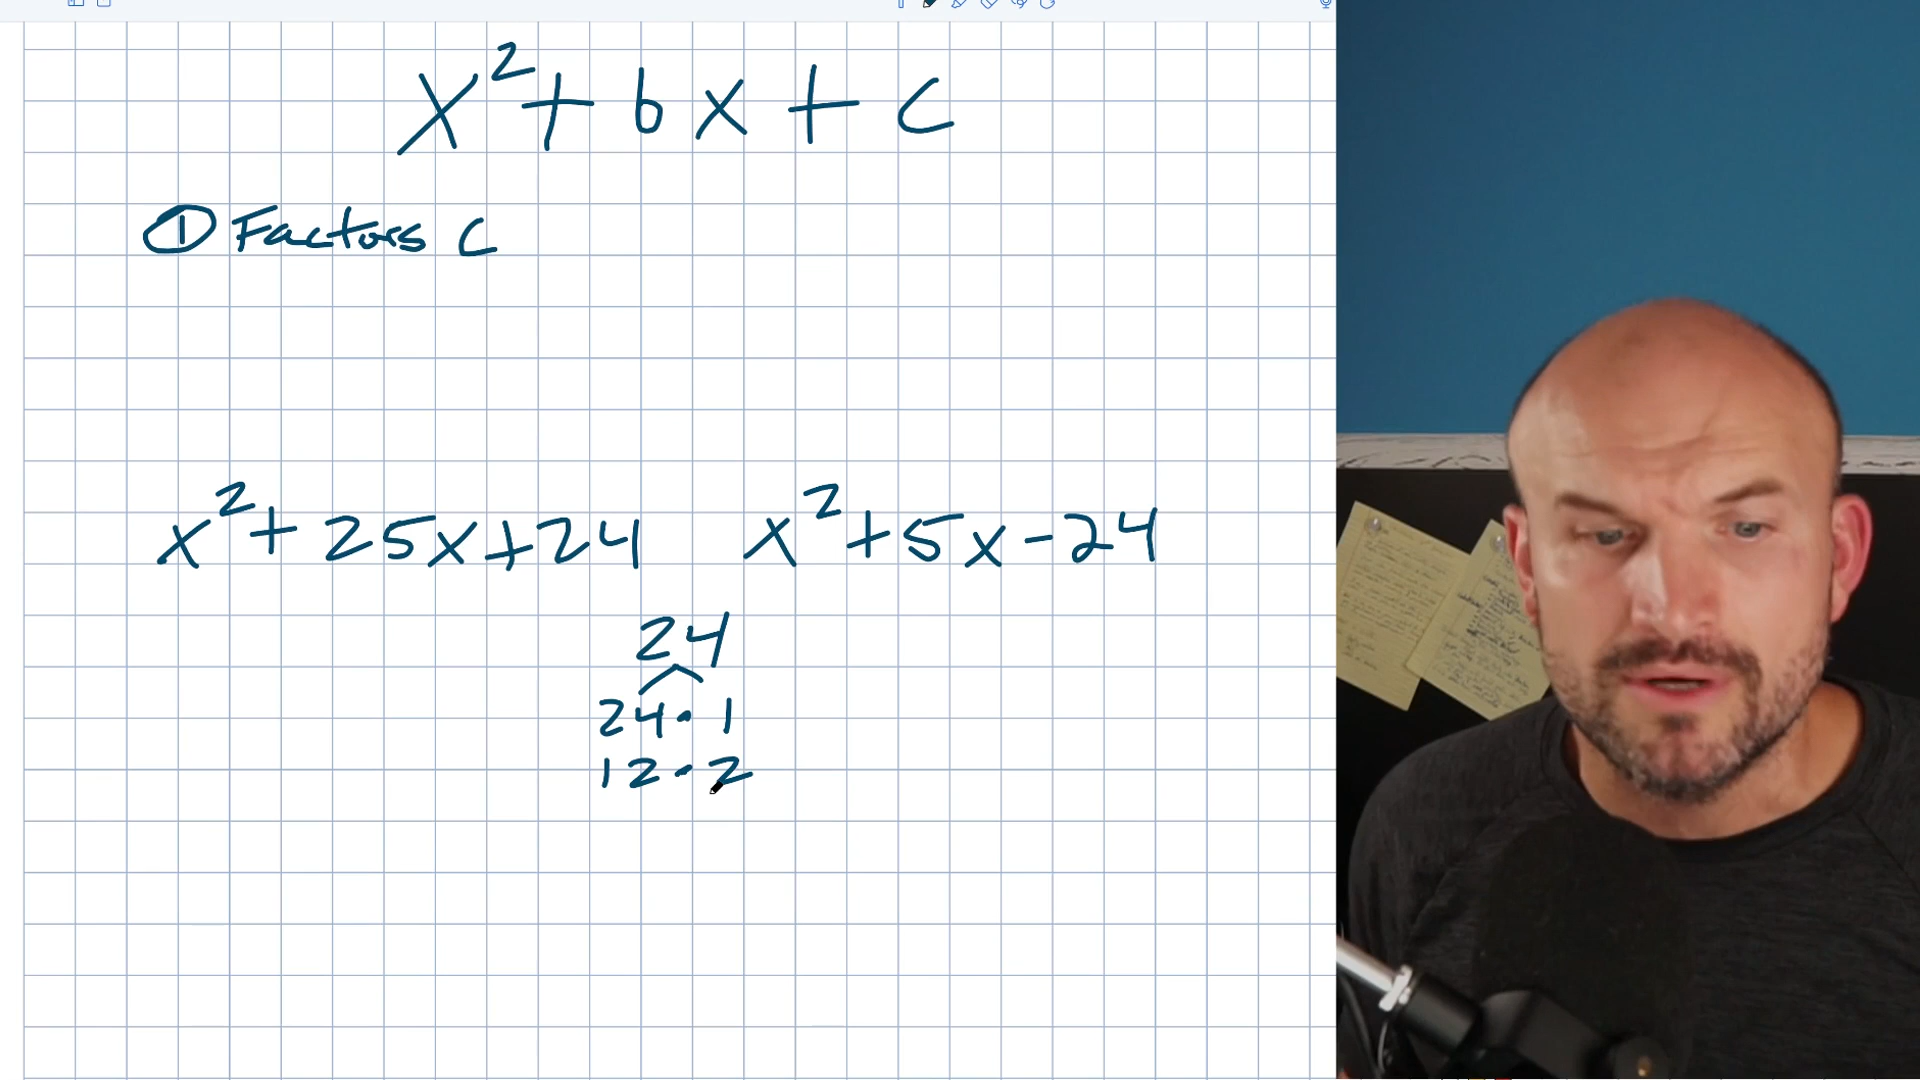 x² + bx + c
① Factors C
x² + 25x + 24
x² + 5x - 24
24
24 · 1
12 · 2